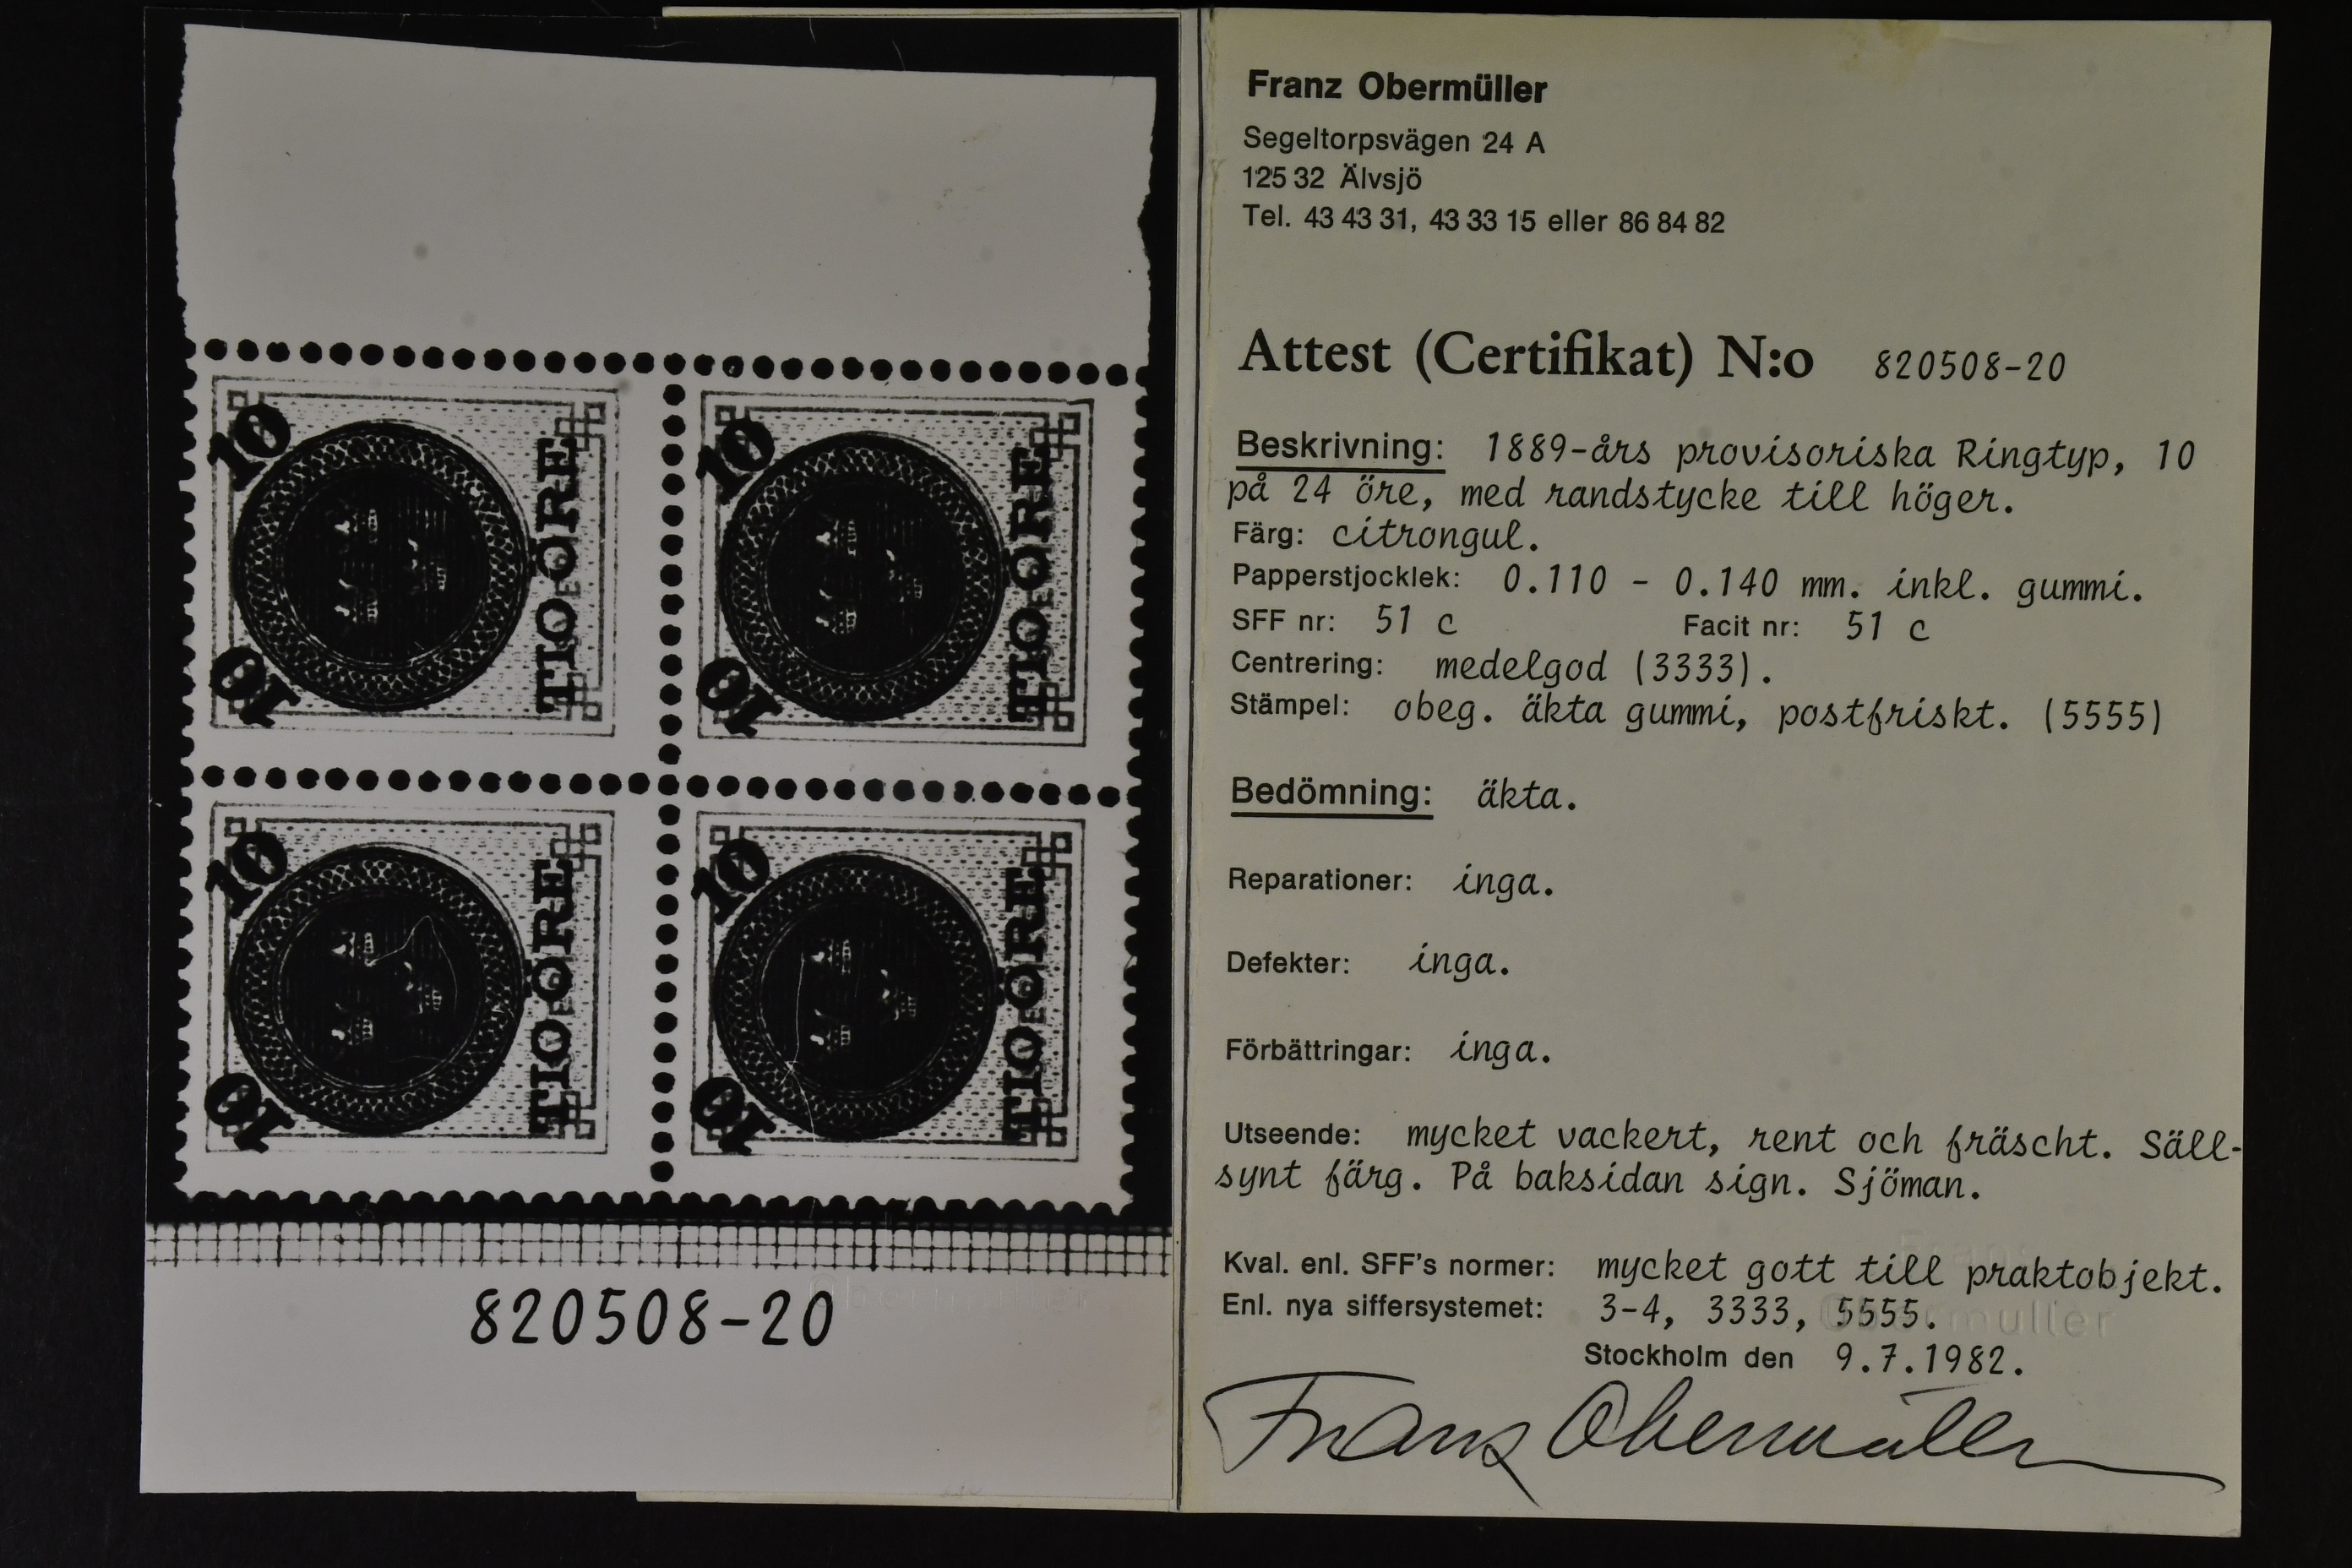 10 10
TIO ÖRE TIO ÖRE
10 10
10 10
TIO ÖRE TIO ÖRE
10 10
820508-20
Franz Obermüller
Segeltorpsvägen 24 A
125 32 Älvsjö
Tel. 43 43 31, 43 33 15 eller 86 84 82
Attest (Certifikat) N:o 820508-20
Beskrivning: 1889-års provisoriska Ringtyp, 10
på 24 öre, med randstycke till höger.
Färg: citrongul.
Papperstjocklek: 0.110 - 0.140 mm. inkl. gummi.
SFF nr: 51 c Facit nr: 51 c
Centrering: medelgod (3333).
Stämpel: obeg. äkta gummi, postfriskt. (5555)
Bedömning: äkta.
Reparationer: inga.
Defekter: inga.
Förbättringar: inga.
Utseende: mycket vackert, rent och fräscht. Säll-
synt färg. På baksidan sign. Sjöman.
Kval. enl. SFF's normer: mycket gott till praktobjekt.
Enl. nya siffersystemet: 3-4, 3333, 5555.
Stockholm den 9.7.1982.
Franz Obermüller